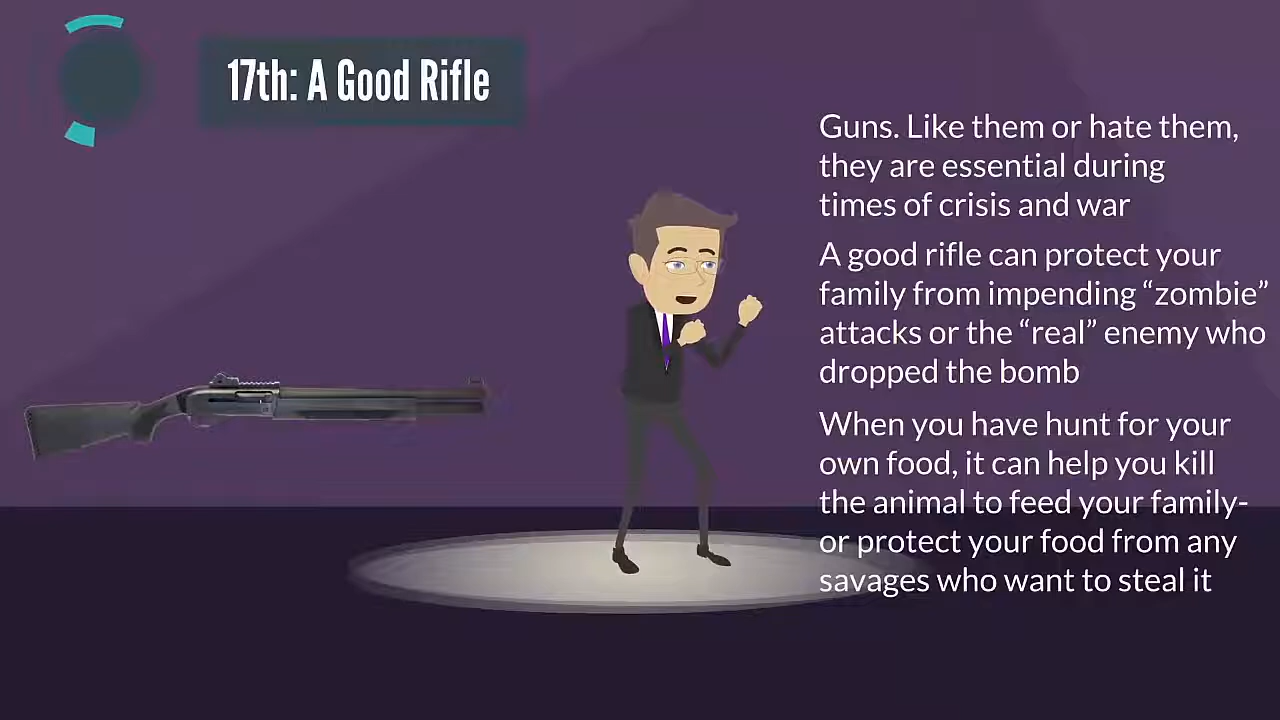 17th: A Good Rifle
Guns. Like them or hate them,
they are essential during
times of crisis and war
A good rifle can protect your
family from impending “zombie”
attacks or the “real” enemy who
dropped the bomb
When you have hunt for your
own food, it can help you kill
the animal to feed your family-
or protect your food from any
savages who want to steal it